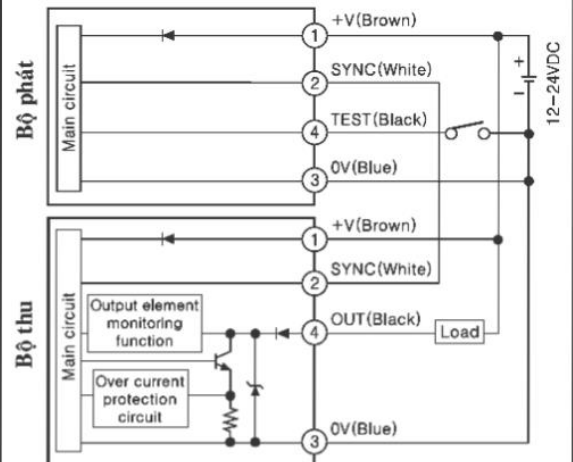 Bộ phát
Main circuit
1
+V(Brown)
2
SYNC(White)
4
TEST(Black)
3
0V(Blue)
+
-
12-24VDC
Bộ thu
Main circuit
1
+V(Brown)
2
SYNC(White)
Output element
monitoring
function
4
OUT(Black)
Load
Over current
protection
circuit
3
0V(Blue)